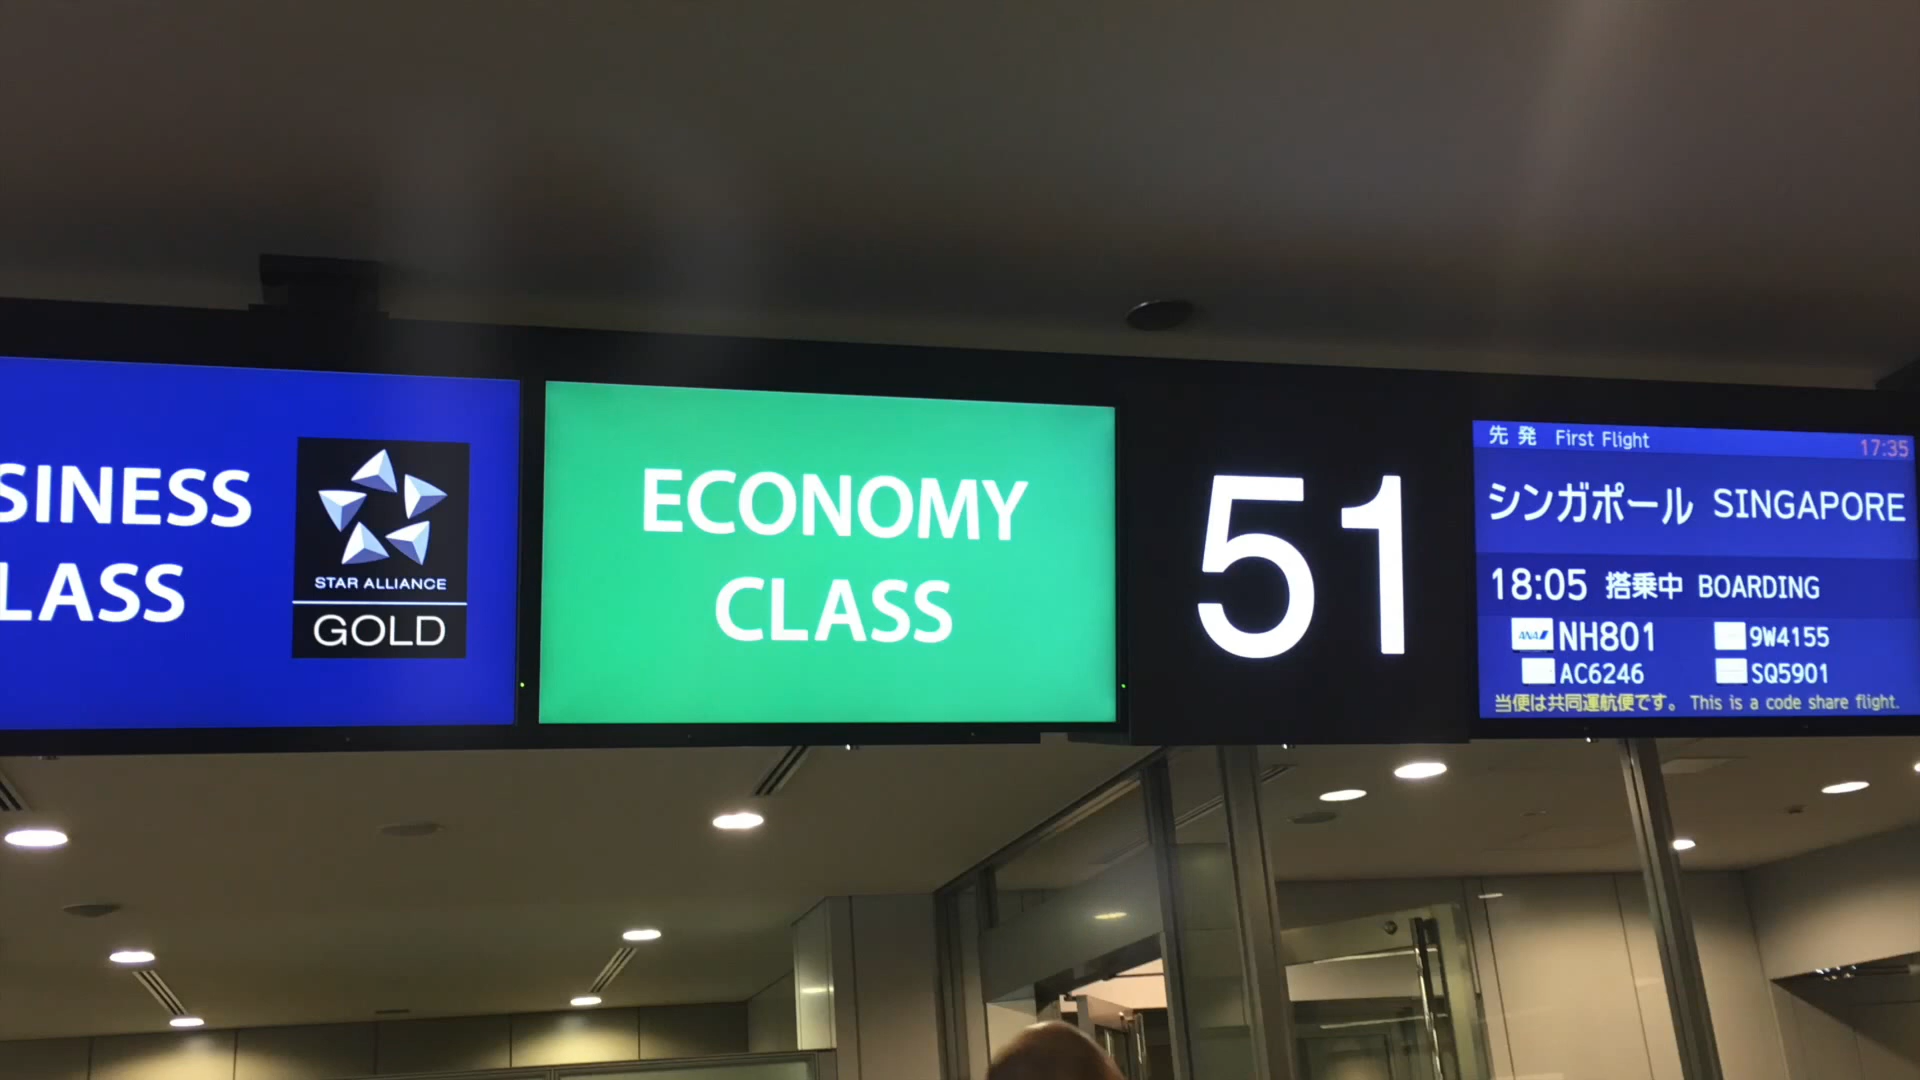 SINESS
LASS
STAR ALLIANCE
GOLD
ECONOMY
CLASS
51
先発 First Flight 17:35
シンガポール SINGAPORE
18:05 搭乗中 BOARDING
ANA NH801 9W4155
AC6246 SQ5901
当便は共同運航便です。 This is a code share flight.